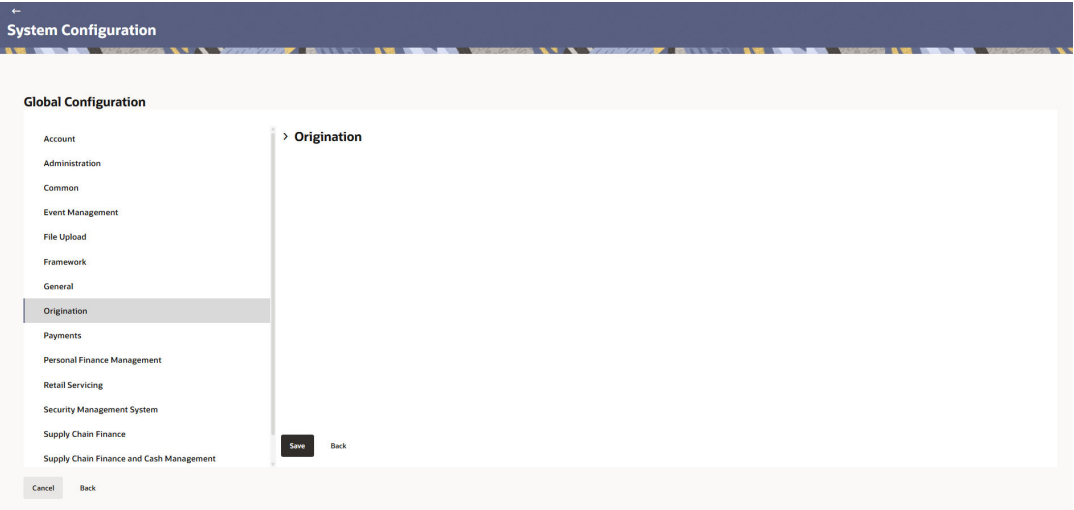 ←
System Configuration
Global Configuration
Account
Administration
Common
Event Management
File Upload
Framework
General
Origination
Payments
Personal Finance Management
Retail Servicing
Security Management System
Supply Chain Finance
Supply Chain Finance and Cash Management
> Origination
Save Back
Cancel Back